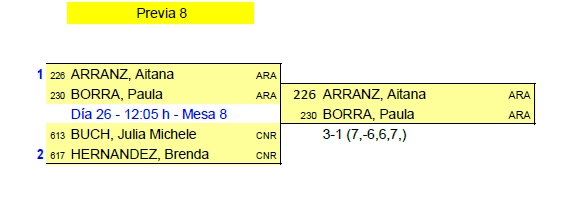 Previa 8
1 226 ARRANZ, Aitana ARA
230 BORRA, Paula ARA
Día 26 - 12:05 h - Mesa 8
613 BUCH, Julia Michele CNR
2 617 HERNANDEZ, Brenda CNR
226 ARRANZ, Aitana ARA
230 BORRA, Paula ARA
3-1 (7,-6,6,7,)